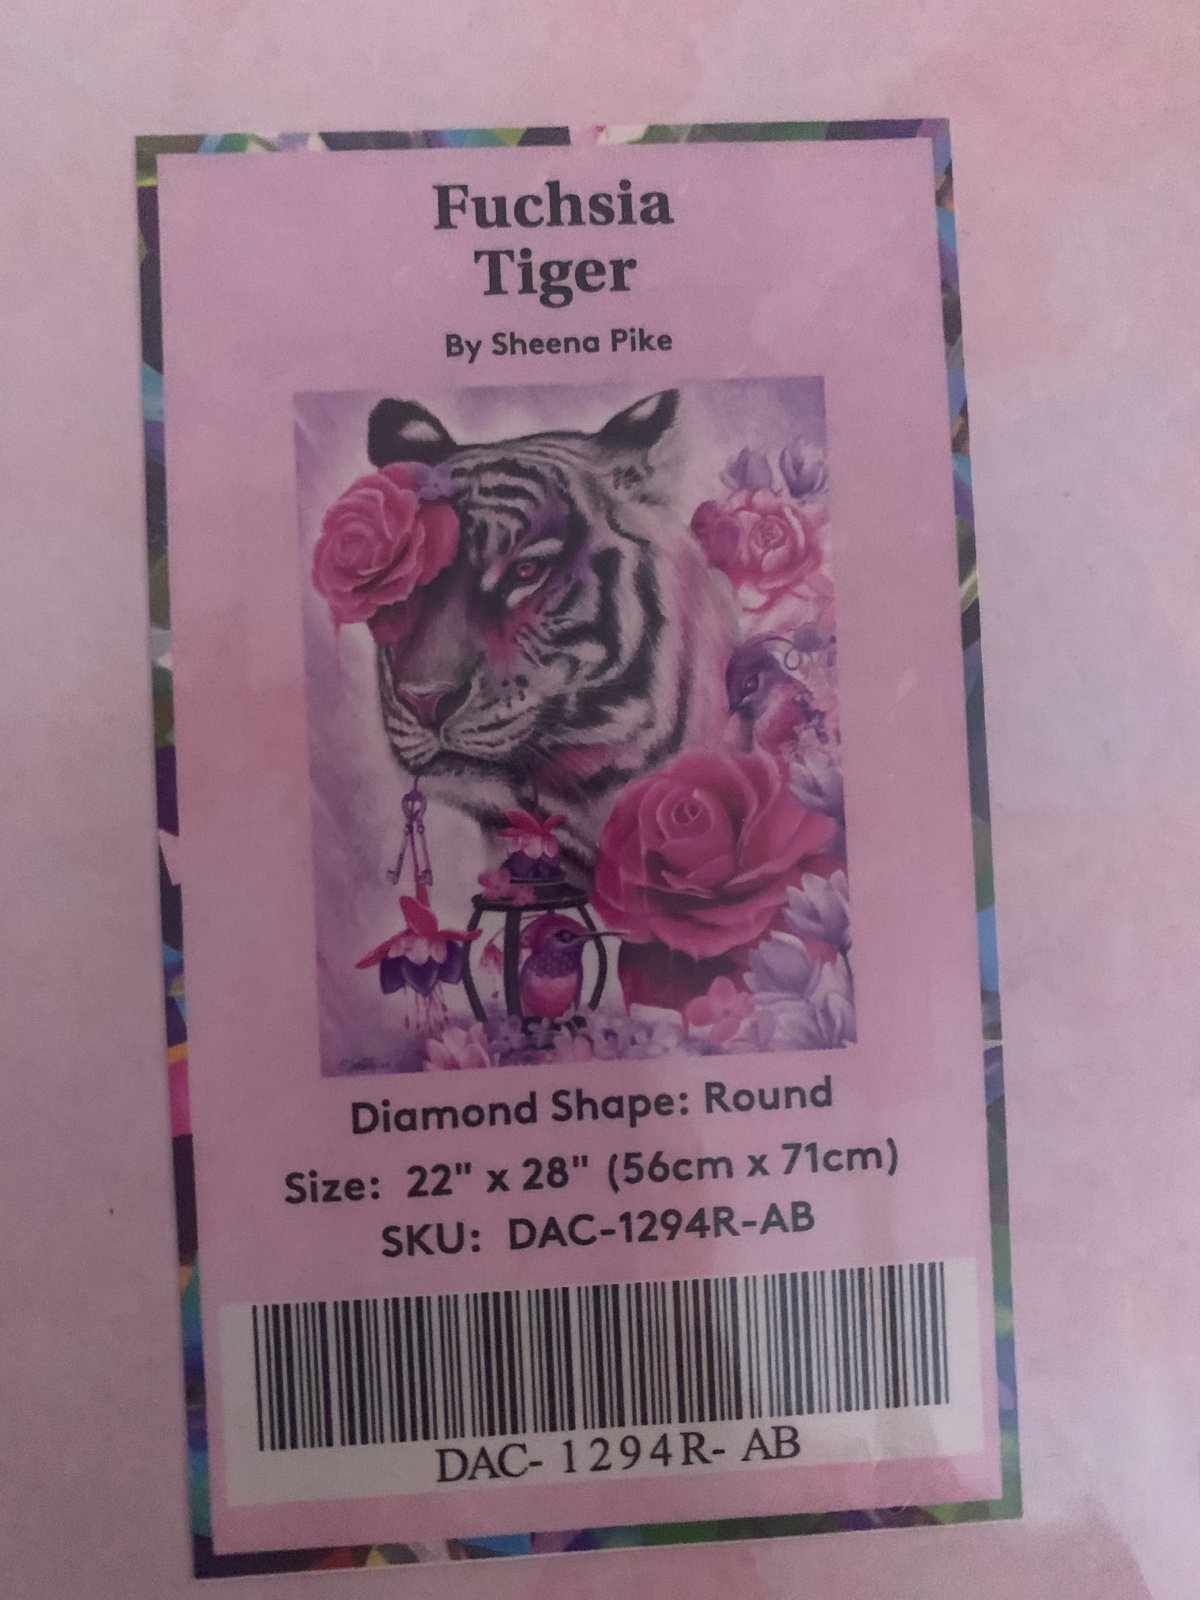 Fuchsia
Tiger
By Sheena Pike
Diamond Shape: Round
Size: 22" x 28" (56cm x 71cm)
SKU: DAC-1294R-AB
DAC- 1294R- AB